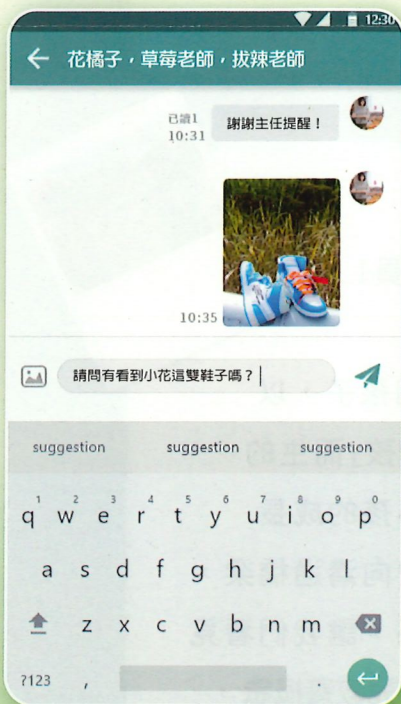 12:30
花橘子，草莓老師，拔辣老師
已讀1
10:31
謝謝主任提醒！
10:35
請問有看到小花這雙鞋子嗎？
suggestion suggestion suggestion
1 2 3 4 5 6 7 8 9 0
q w e r t y u i o p
a s d f g h j k l
z x c v b n m
?123 , .